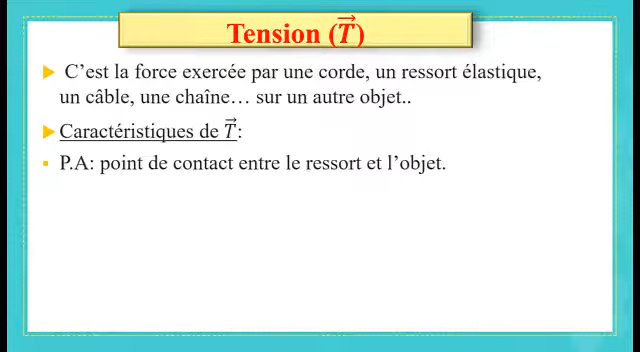 Tension (T⃗)
C'est la force exercée par une corde, un ressort élastique,
un câble, une chaîne… sur un autre objet..
Caractéristiques de T⃗:
P.A: point de contact entre le ressort et l'objet.